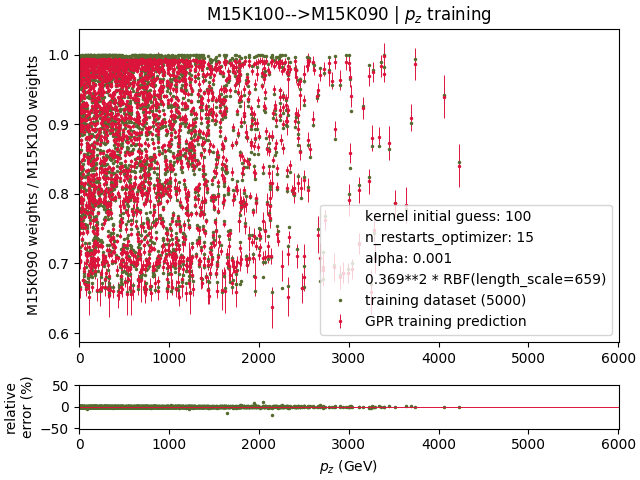 M15K100-->M15K090 | pz training
M15K090 weights / M15K100 weights
1.0
0.9
0.8
0.7
0.6
kernel initial guess: 100
n_restarts_optimizer: 15
alpha: 0.001
0.369**2 * RBF(length_scale=659)
training dataset (5000)
GPR training prediction
0 1000 2000 3000 4000 5000 6000
relative
error (%)
50
0
−50
0 1000 2000 3000 4000 5000 6000
pz (GeV)